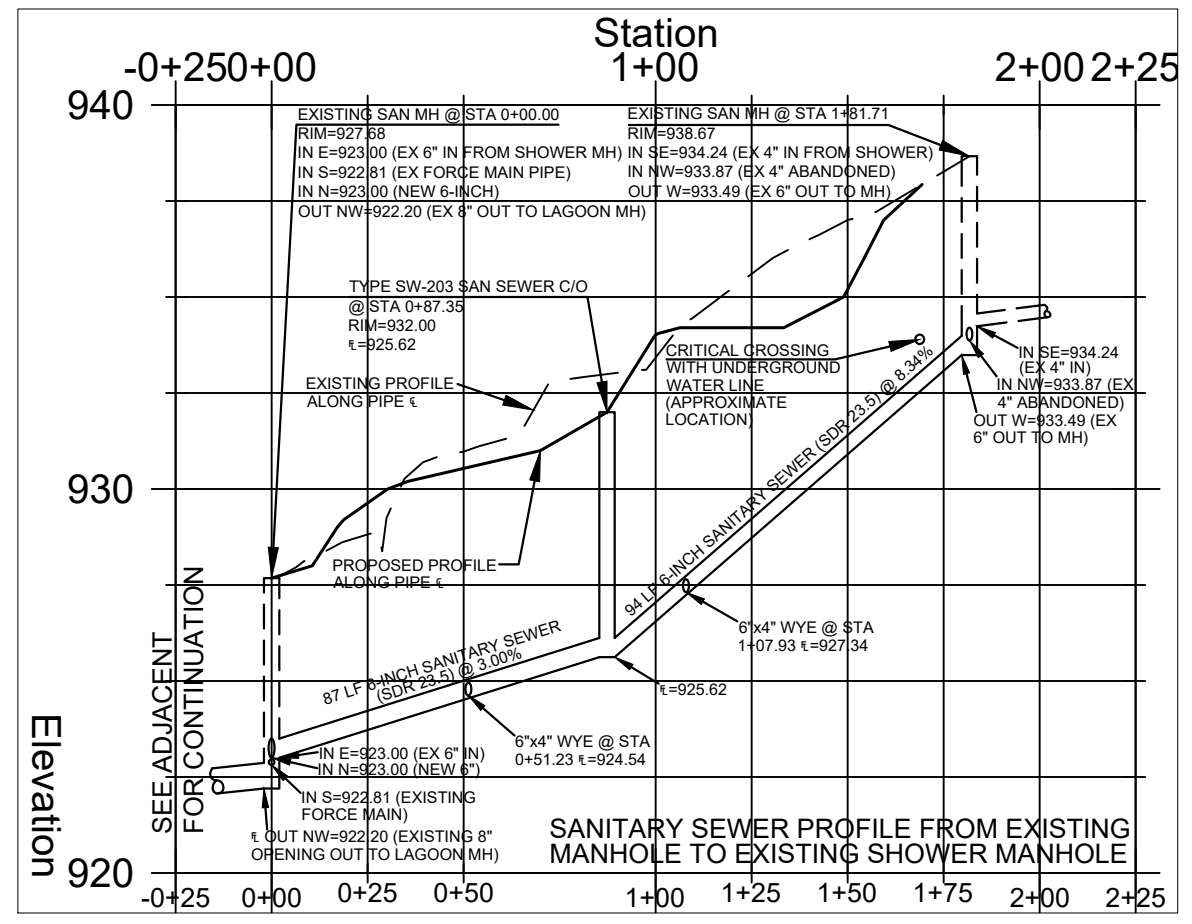 Station
-0+25 0+00 1+00 2+00 2+25
940
EXISTING SAN MH @ STA 0+00.00
RIM=927.68
IN E=923.00 (EX 6" IN FROM SHOWER MH)
IN S=922.81 (EX FORCE MAIN PIPE)
IN N=923.00 (NEW 6-INCH)
OUT NW=922.20 (EX 8" OUT TO LAGOON MH)
EXISTING SAN MH @ STA 1+81.71
RIM=938.67
IN SE=934.24 (EX 4" IN FROM SHOWER)
IN NW=933.87 (EX 4" ABANDONED)
OUT W=933.49 (EX 6" OUT TO MH)
TYPE SW-203 SAN SEWER C/O
@ STA 0+87.35
RIM=932.00
℄=925.62
EXISTING PROFILE
ALONG PIPE ℄
CRITICAL CROSSING
WITH UNDERGROUND
WATER LINE
(APPROXIMATE
LOCATION)
IN SE=934.24
(EX 4" IN)
IN NW=933.87 (EX
4" ABANDONED)
OUT W=933.49 (EX
6" OUT TO MH)
94 LF 6-INCH SANITARY SEWER (SDR 23.5) @ 8.34%
930
PROPOSED PROFILE
ALONG PIPE ℄
6"x4" WYE @ STA
1+07.93 ℄=927.34
87 LF 6-INCH SANITARY SEWER
(SDR 23.5) @ 3.00%
℄=925.62
6"x4" WYE @ STA
0+51.23 ℄=924.54
SEE ADJACENT
FOR CONTINUATION
Elevation
IN E=923.00 (EX 6" IN)
IN N=923.00 (NEW 6")
IN S=922.81 (EXISTING
FORCE MAIN)
℄ OUT NW=922.20 (EXISTING 8"
OPENING OUT TO LAGOON MH)
SANITARY SEWER PROFILE FROM EXISTING
MANHOLE TO EXISTING SHOWER MANHOLE
920
-0+25 0+00 0+25 0+50 1+00 1+25 1+50 1+75 2+00 2+25